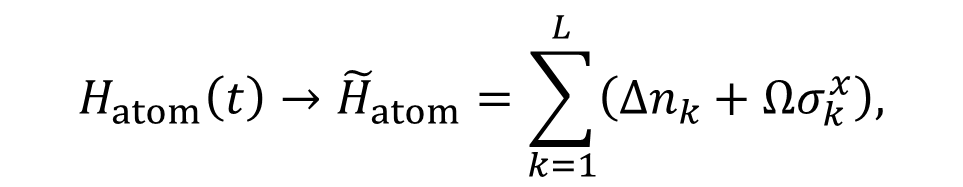 H_atom(t) → H̃_atom = ∑_{k=1}^{L} (Δn_k + Ωσ_k^x),